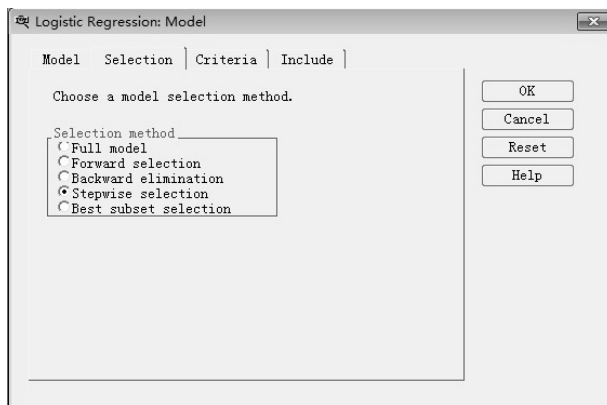 Logistic Regression: Model
Model Selection Criteria Include
Choose a model selection method.
Selection method
Full model
Forward selection
Backward elimination
Stepwise selection
Best subset selection
OK
Cancel
Reset
Help